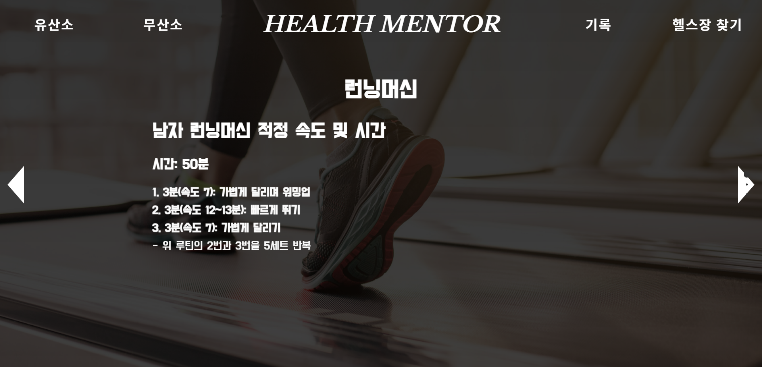 유산소 무산소 HEALTH MENTOR 기록 헬스장 찾기
런닝머신
남자 런닝머신 적정 속도 및 시간
시간: 50분
1. 3분(속도 7): 가볍게 달리며 워밍업
2. 3분(속도 12~13분): 빠르게 뛰기
3. 3분(속도 7): 가볍게 달리기
- 위 루틴의 2번과 3번을 5세트 반복